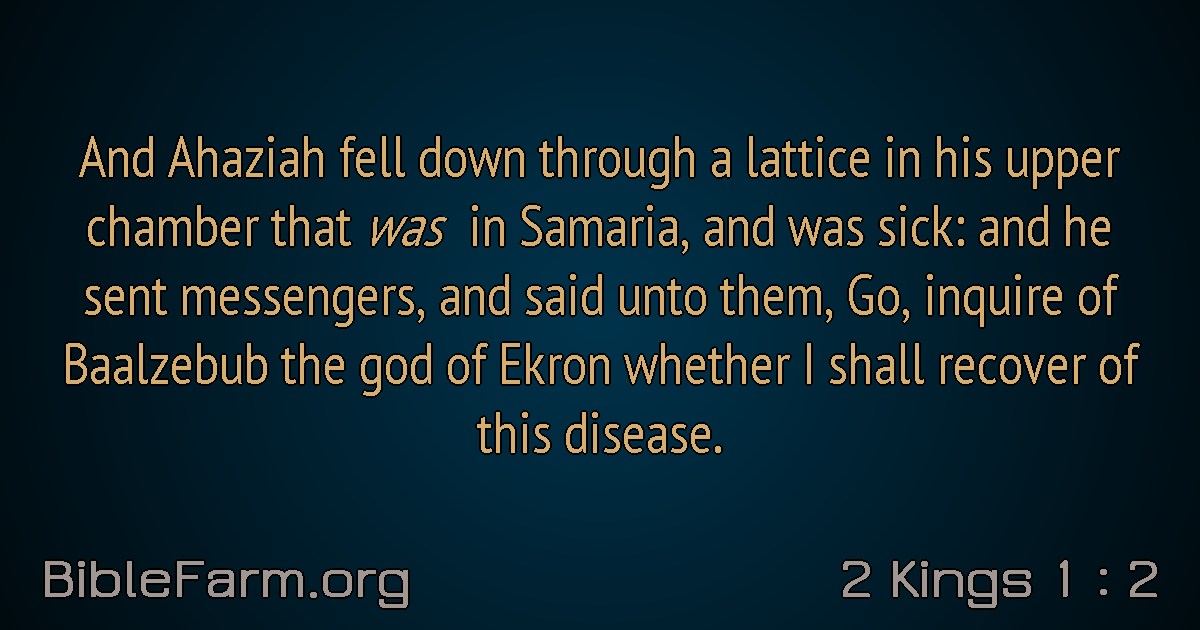 And Ahaziah fell down through a lattice in his upper
chamber that was in Samaria, and was sick: and he
sent messengers, and said unto them, Go, inquire of
Baalzebub the god of Ekron whether I shall recover of
this disease.
BibleFarm.org
2 Kings 1 : 2